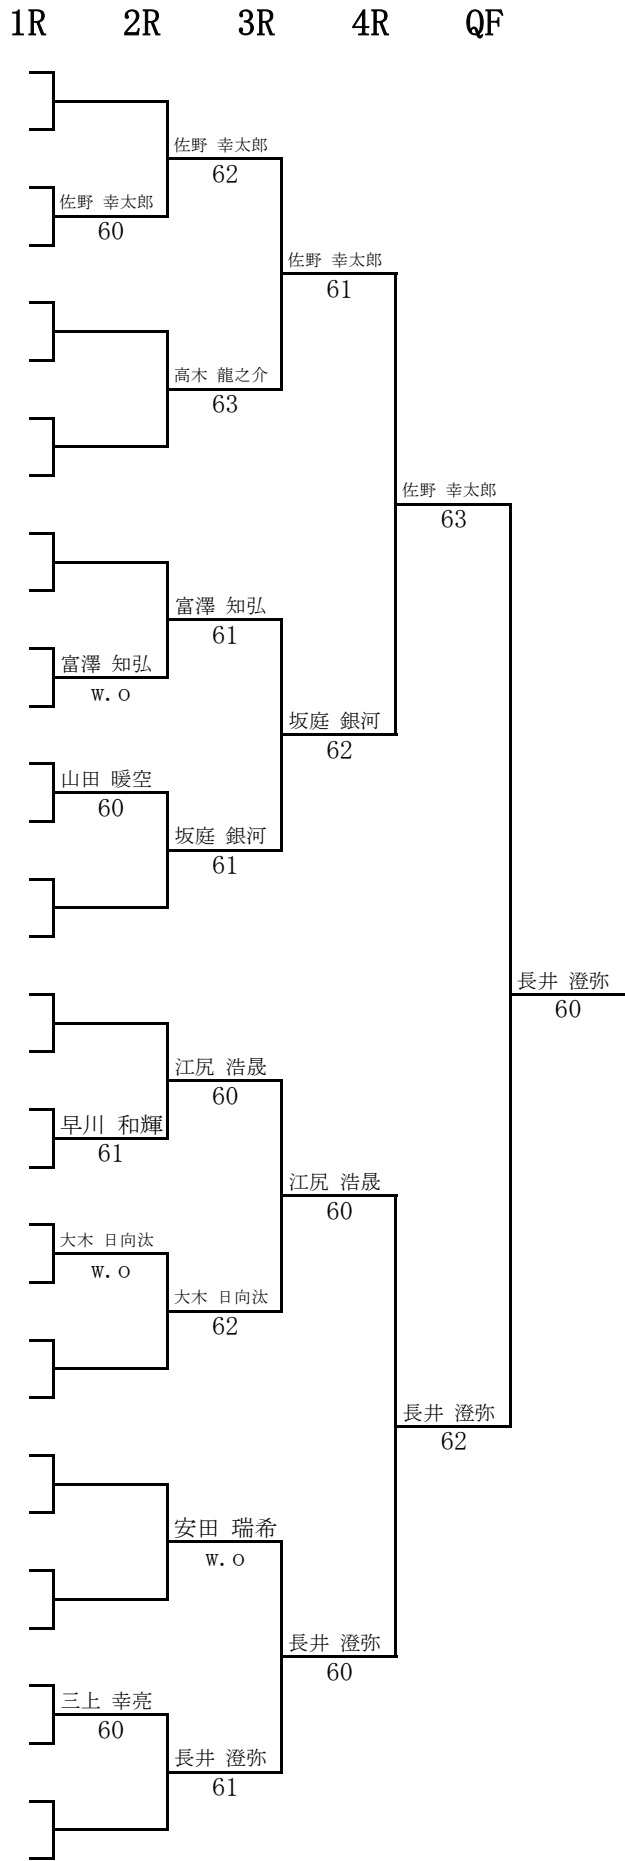 1R 2R 3R 4R QF
佐野 幸太郎
62
佐野 幸太郎
60
佐野 幸太郎
61
高木 龍之介
63
佐野 幸太郎
63
富澤 知弘
61
富澤 知弘
w.o
坂庭 銀河
62
山田 暖空
60
坂庭 銀河
61
長井 澄弥
60
江尻 浩晟
60
早川 和輝
61
江尻 浩晟
60
大木 日向汰
w.o
大木 日向汰
62
長井 澄弥
62
安田 瑞希
w.o
長井 澄弥
60
三上 幸亮
60
長井 澄弥
61